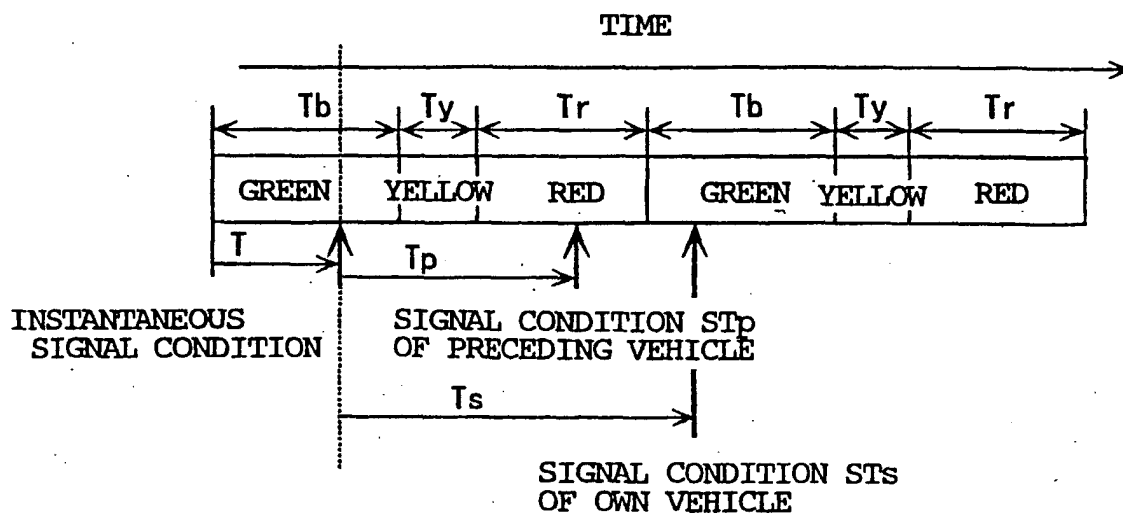 TIME
Tb Ty Tr Tb Ty Tr
GREEN YELLOW RED GREEN YELLOW RED
T Tp
INSTANTANEOUS
SIGNAL CONDITION
SIGNAL CONDITION STp
OF PRECEDING VEHICLE
Ts
SIGNAL CONDITION STs
OF OWN VEHICLE